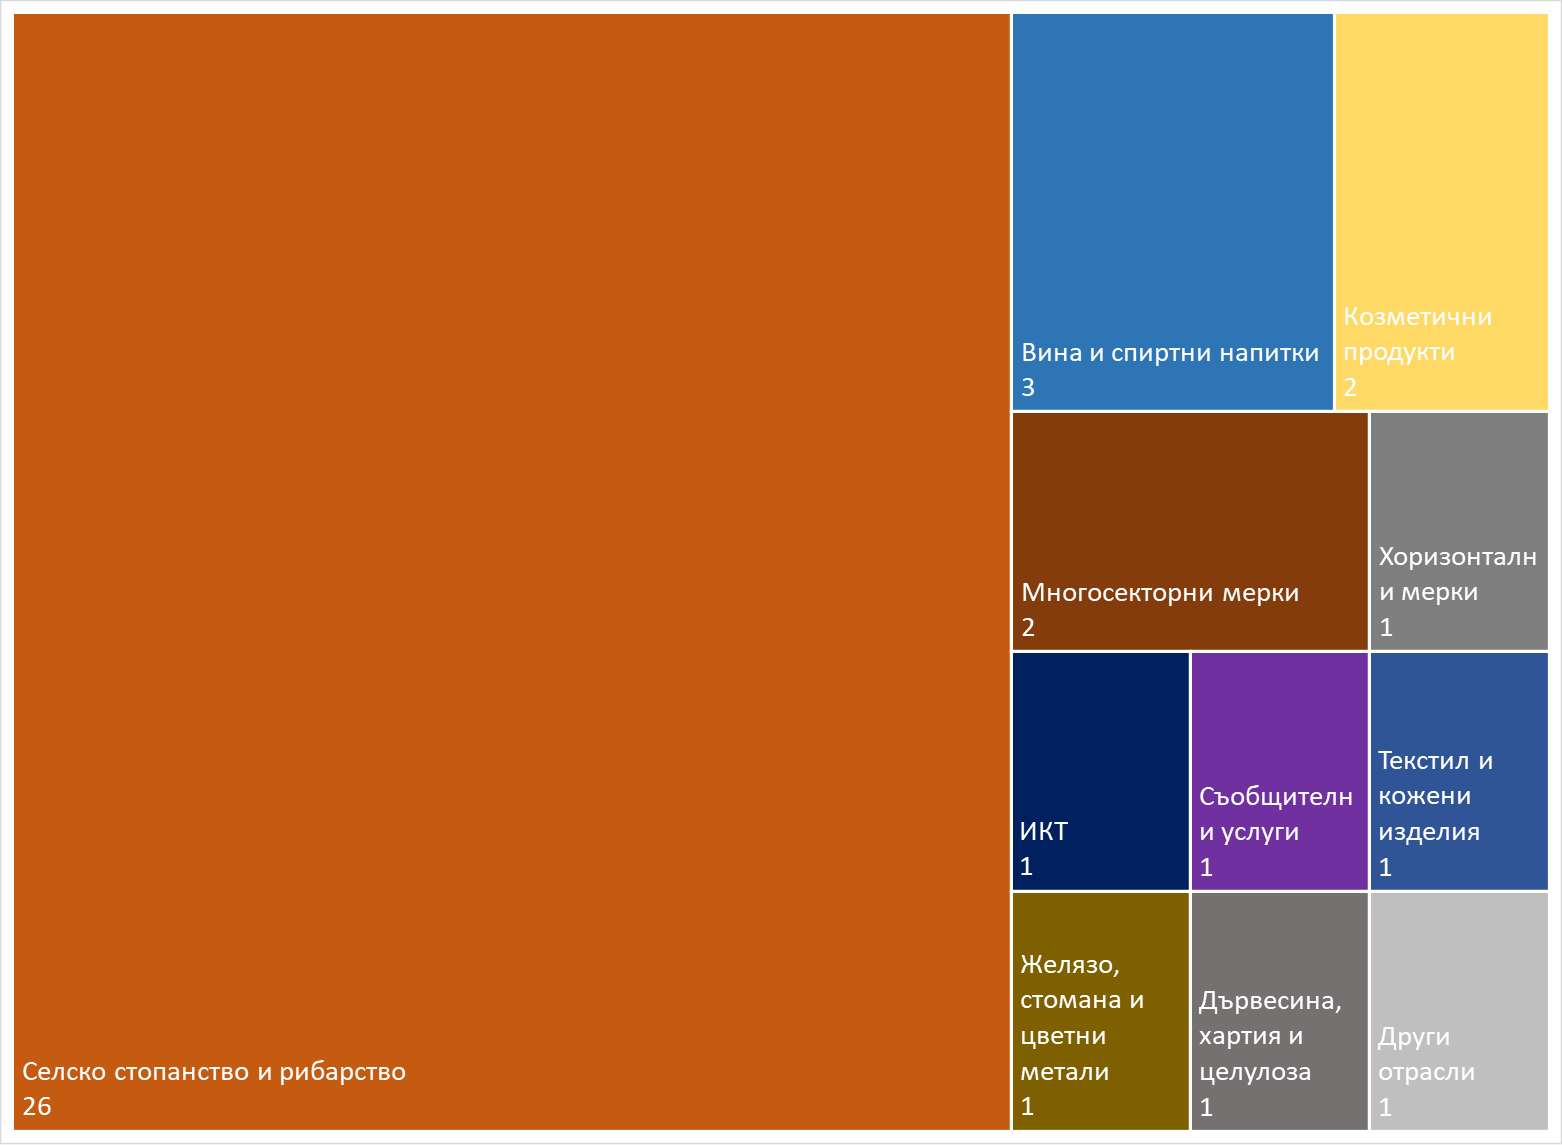 Селско стопанство и рибарство
26
Вина и спиртни напитки
3
Козметични
продукти
2
Многосекторни мерки
2
Хоризонталн
и мерки
1
ИКТ
1
Съобщителн
и услуги
1
Текстил и
кожени
изделия
1
Желязо,
стомана и
цветни
метали
1
Дървесина,
хартия и
целулоза
1
Други
отрасли
1